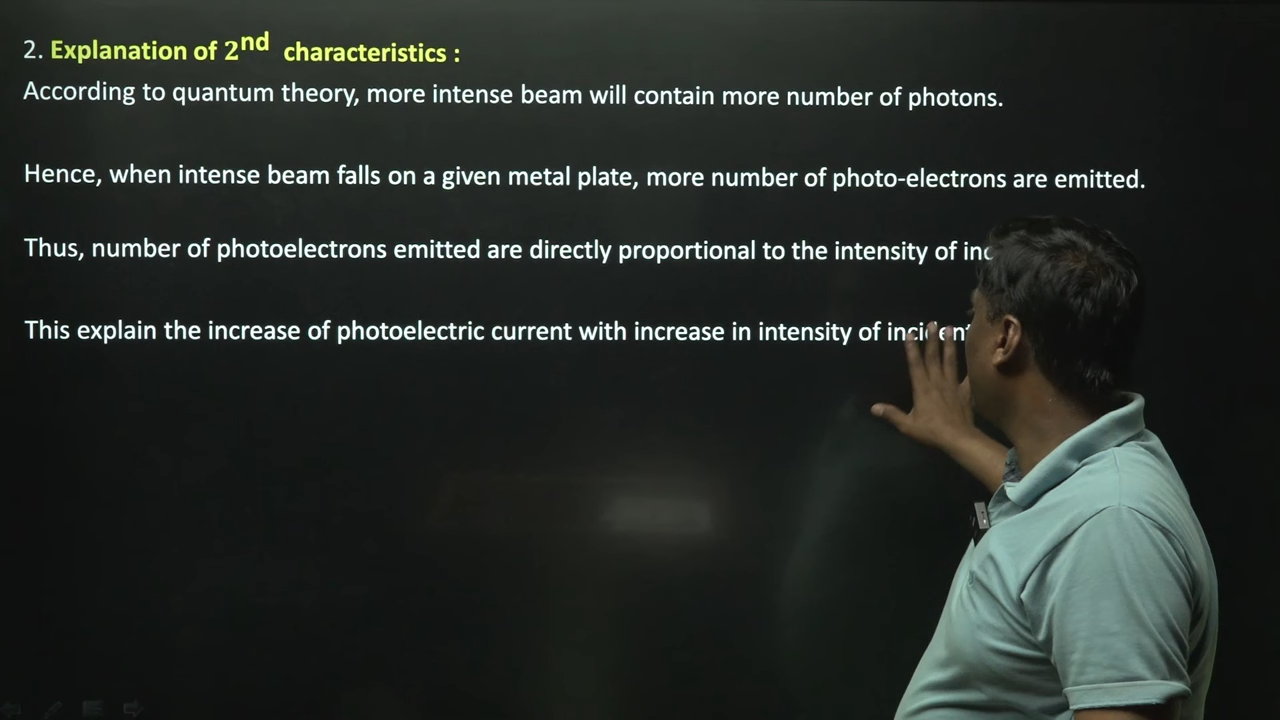 2. Explanation of 2nd characteristics :
According to quantum theory, more intense beam will contain more number of photons.
Hence, when intense beam falls on a given metal plate, more number of photo-electrons are emitted.
Thus, number of photoelectrons emitted are directly proportional to the intensity of
This explain the increase of photoelectric current with increase in intensity of incident